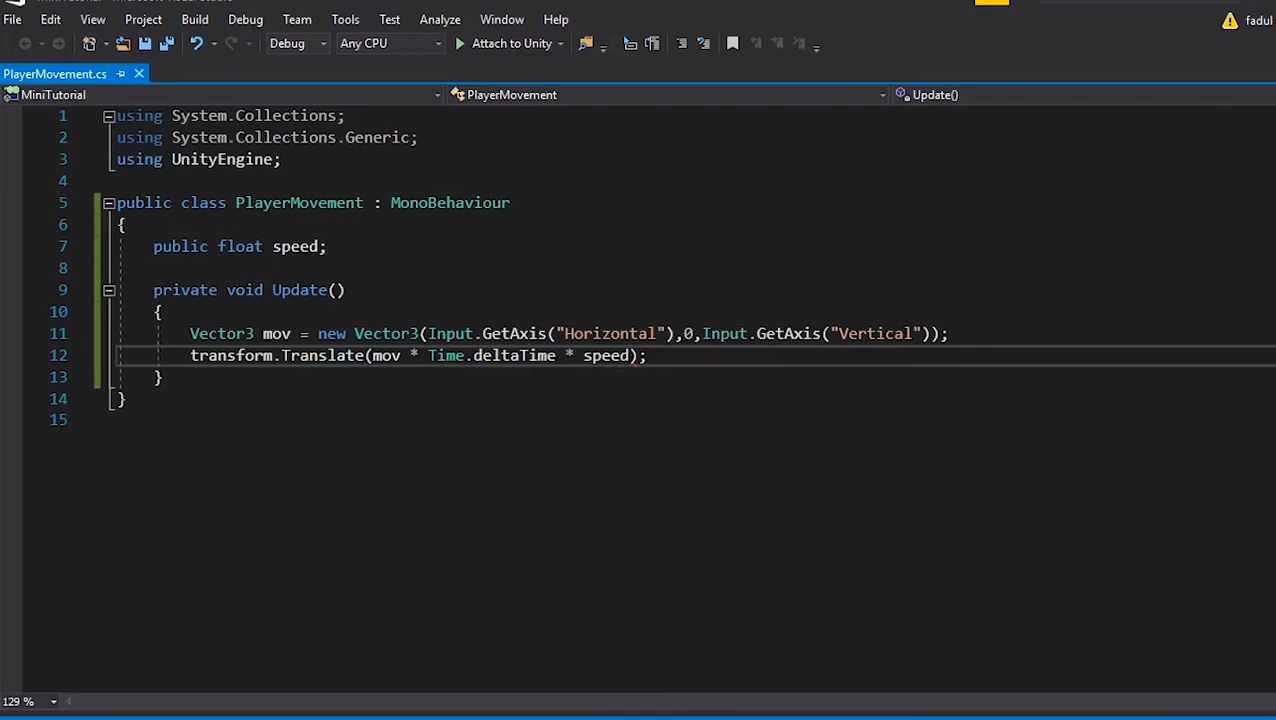 File Edit View Project Build Debug Team Tools Test Analyze Window Help fadul
Debug Any CPU Attach to Unity
PlayerMovement.cs
MiniTutorial PlayerMovement Update()
1 using System.Collections;
2 using System.Collections.Generic;
3 using UnityEngine;
4
5 public class PlayerMovement : MonoBehaviour
6 {
7 public float speed;
8
9 private void Update()
10 {
11 Vector3 mov = new Vector3(Input.GetAxis("Horizontal"),0,Input.GetAxis("Vertical"));
12 transform.Translate(mov * Time.deltaTime * speed);
13 }
14 }
15
129 %